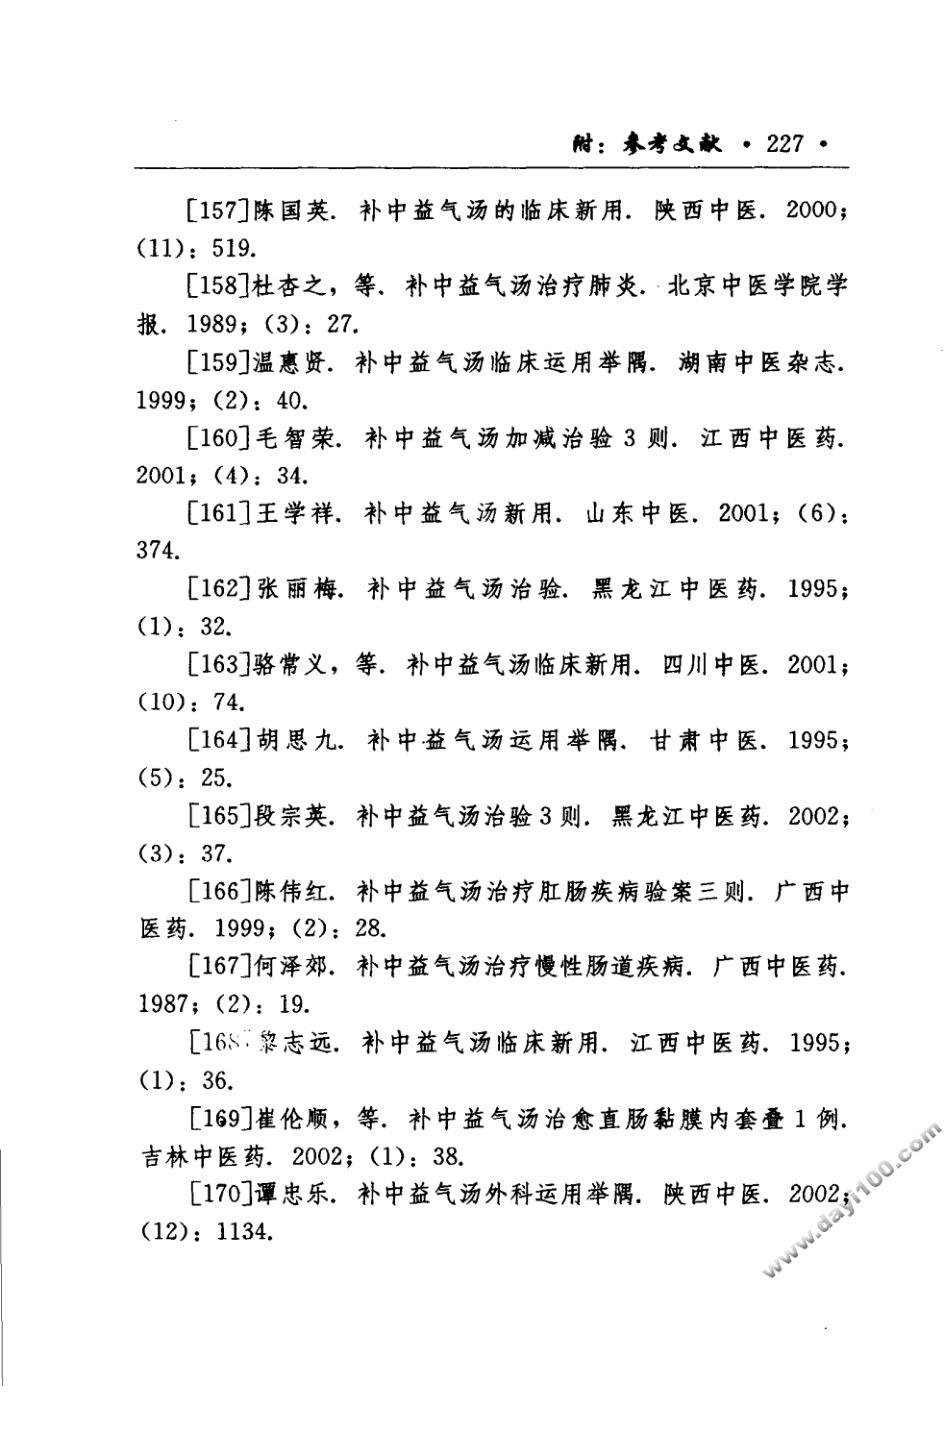 附：参考文献 · 227 ·
[157]陈国英．补中益气汤的临床新用．陕西中医．2000；
(11)：519.
[158]杜杏之，等．补中益气汤治疗肺炎．北京中医学院学
报．1989；(3)：27.
[159]温惠贤．补中益气汤临床运用举隅．湖南中医杂志．
1999；(2)：40.
[160]毛智荣．补中益气汤加减治验 3 则．江西中医药．
2001；(4)：34.
[161]王学祥．补中益气汤新用．山东中医．2001；(6)：
374.
[162]张丽梅．补中益气汤治验．黑龙江中医药．1995；
(1)：32.
[163]骆常义，等．补中益气汤临床新用．四川中医．2001；
(10)：74.
[164]胡思九．补中益气汤运用举隅．甘肃中医．1995；
(5)：25.
[165]段宗英．补中益气汤治验 3 则．黑龙江中医药．2002；
(3)：37.
[166]陈伟红．补中益气汤治疗肛肠疾病验案三则．广西中
医药．1999；(2)：28.
[167]何泽郊．补中益气汤治疗慢性肠道疾病．广西中医药．
1987；(2)：19.
[168]黎志远．补中益气汤临床新用．江西中医药．1995；
(1)：36.
[169]崔伦顺，等．补中益气汤治愈直肠黏膜内套叠 1 例．
吉林中医药．2002；(1)：38.
[170]谭忠乐．补中益气汤外科运用举隅．陕西中医．2002；
(12)：1134.
www.dayi100.com